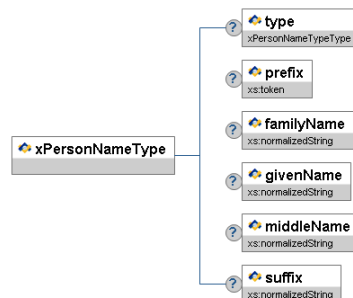 ? type
xPersonNameTypeType
? prefix
xs:token
? familyName
xs:normalizedString
xPersonNameType
? givenName
xs:normalizedString
? middleName
xs:normalizedString
? suffix
xs:normalizedString